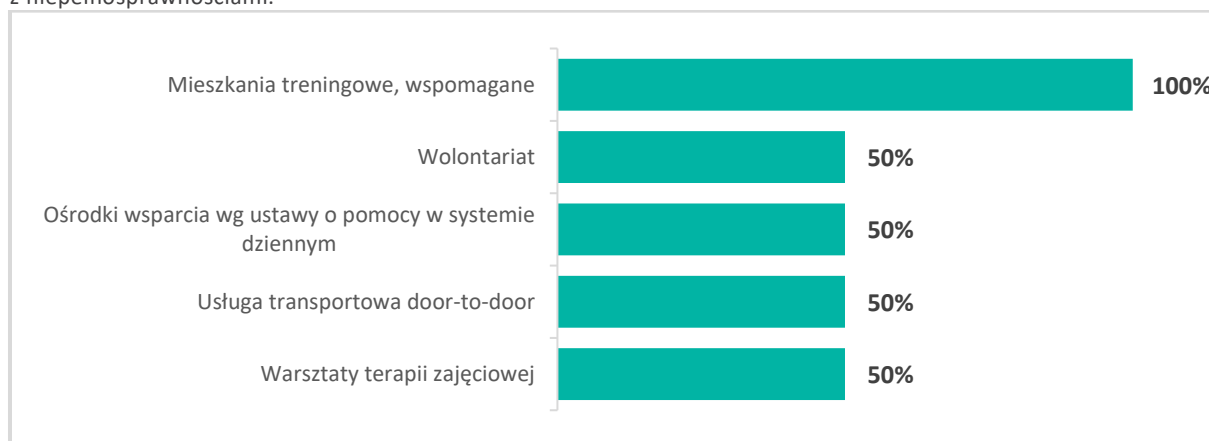 z niepełnosprawnościami.
Mieszkania treningowe, wspomagane
100%
Wolontariat
50%
Ośrodki wsparcia wg ustawy o pomocy w systemie
dziennym
50%
Usługa transportowa door-to-door
50%
Warsztaty terapii zajęciowej
50%